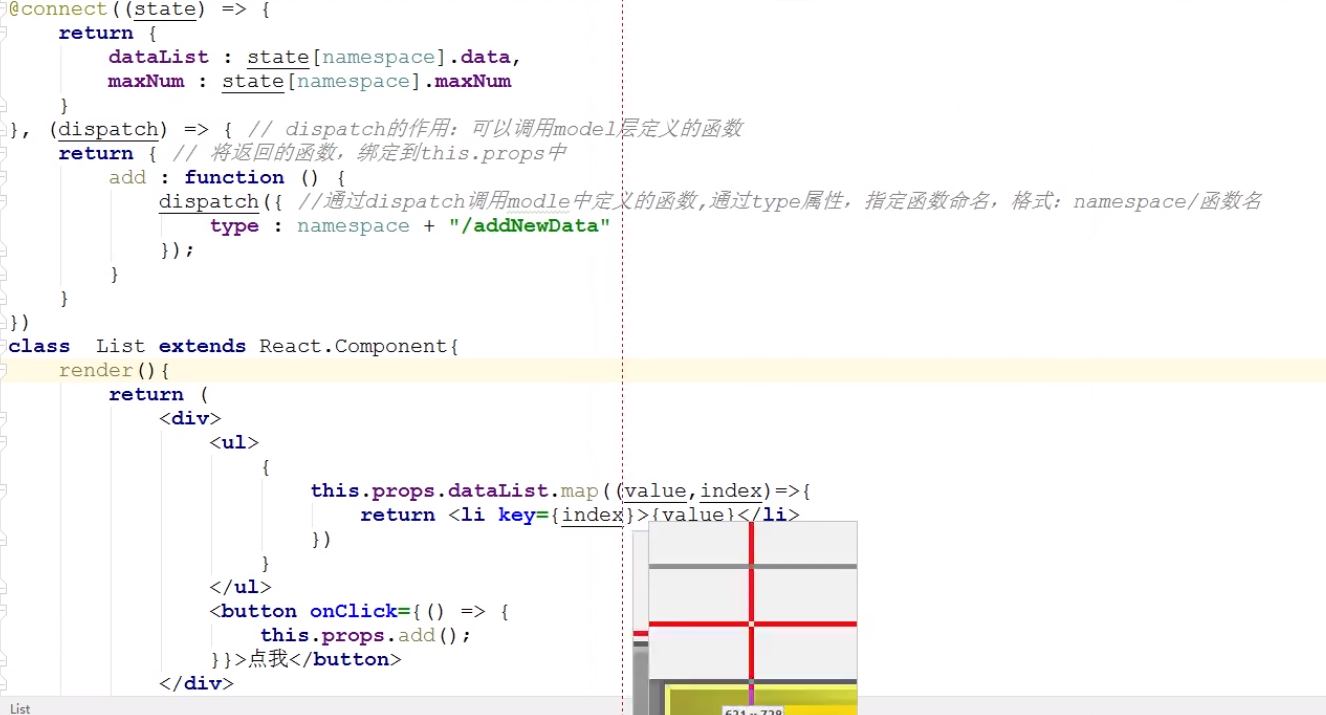 @connect((state) => {
    return {
        dataList : state[namespace].data,
        maxNum : state[namespace].maxNum
    }
}, (dispatch) => { // dispatch的作用：可以调用model层定义的函数
    return { // 将返回的函数，绑定到this.props中
        add : function () {
            dispatch({ //通过dispatch调用modle中定义的函数,通过type属性，指定函数命名，格式：namespace/函数名
                type : namespace + "/addNewData"
            });
        }
    }
})
class  List extends React.Component{
    render(){
        return (
            <div>
                <ul>
                    {
                        this.props.dataList.map((value,index)=>{
                            return <li key={index}>{value}</li>
                        })
                    }
                </ul>
                <button onClick={() => {
                    this.props.add();
                }}>点我</button>
            </div>
List